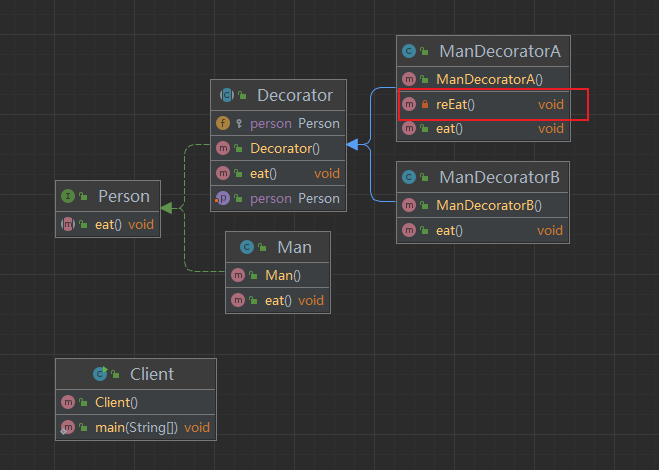 ManDecoratorA
ManDecoratorA()
reEat() void
eat() void
Decorator
person Person
Decorator()
eat() void
person Person
ManDecoratorB
ManDecoratorB()
eat() void
Person
eat() void
Man
Man()
eat() void
Client
Client()
main(String[]) void